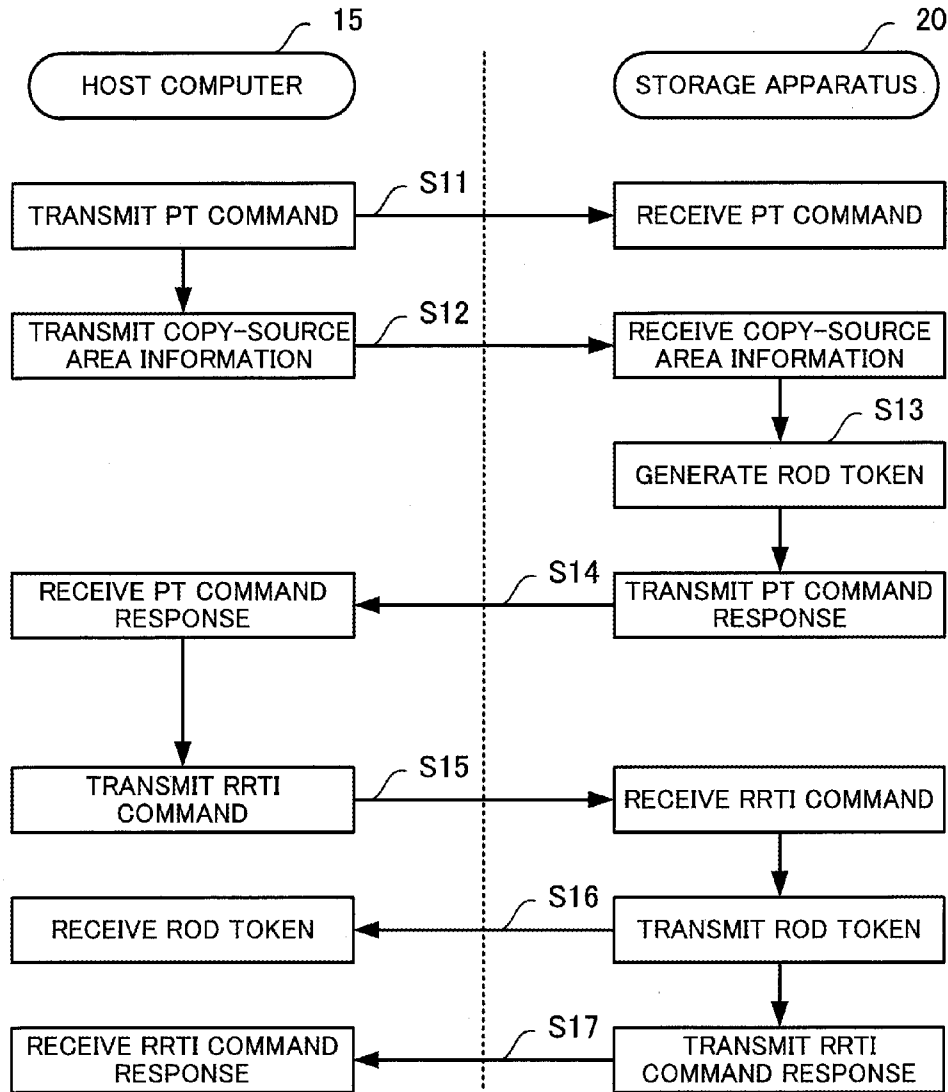 15
20
HOST COMPUTER
STORAGE APPARATUS
S11
TRANSMIT PT COMMAND
RECEIVE PT COMMAND
S12
TRANSMIT COPY-SOURCE
AREA INFORMATION
RECEIVE COPY-SOURCE
AREA INFORMATION
S13
GENERATE ROD TOKEN
S14
RECEIVE PT COMMAND
RESPONSE
TRANSMIT PT COMMAND
RESPONSE
S15
TRANSMIT RRTI
COMMAND
RECEIVE RRTI COMMAND
S16
RECEIVE ROD TOKEN
TRANSMIT ROD TOKEN
S17
RECEIVE RRTI COMMAND
RESPONSE
TRANSMIT RRTI
COMMAND RESPONSE